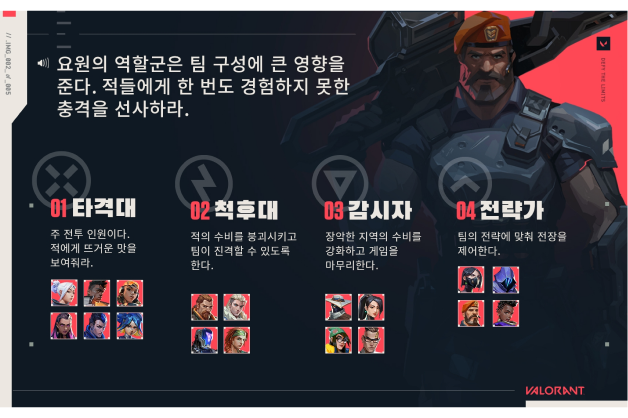 // _IMG_002_ of _005
요원의 역할군은 팀 구성에 큰 영향을
준다. 적들에게 한 번도 경험하지 못한
충격을 선사하라.
DEFY THE LIMITS
01 타격대
주 전투 인원이다.
적에게 뜨거운 맛을
보여줘라.
02 척후대
적의 수비를 붕괴시키고
팀이 진격할 수 있도록
한다.
03 감시자
장악한 지역의 수비를
강화하고 게임을
마무리한다.
04 전략가
팀의 전략에 맞춰 전장을
제어한다.
VALORANT